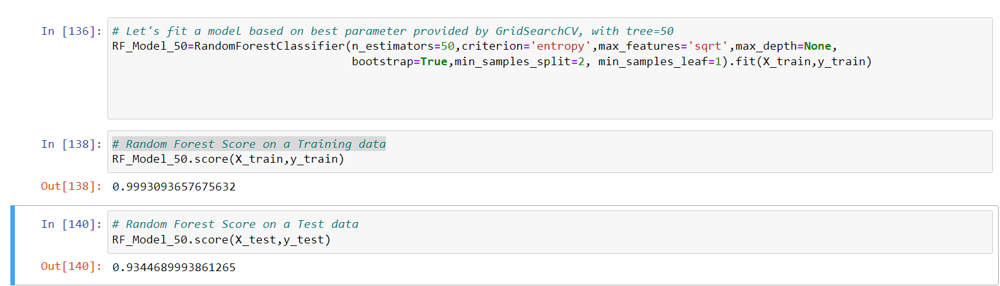 In [136]: # Let's fit a model based on best parameter provided by GridSearchCV, with tree=50
RF_Model_50=RandomForestClassifier(n_estimators=50,criterion='entropy',max_features='sqrt',max_depth=None,
bootstrap=True,min_samples_split=2, min_samples_leaf=1).fit(X_train,y_train)
In [138]: # Random Forest Score on a Training data
RF_Model_50.score(X_train,y_train)
Out[138]: 0.9993093657675632
In [140]: # Random Forest Score on a Test data
RF_Model_50.score(X_test,y_test)
Out[140]: 0.9344689993861265